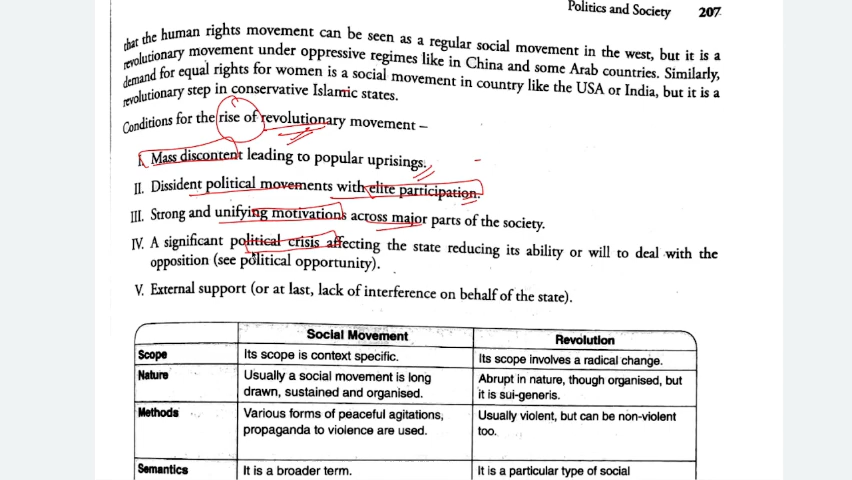 Politics and Society 207
that the human rights movement can be seen as a regular social movement in the west, but it is a
revolutionary movement under oppressive regimes like in China and some Arab countries. Similarly,
demand for equal rights for women is a social movement in country like the USA or India, but it is a
revolutionary step in conservative Islamic states.
Conditions for the rise of revolutionary movement –
I. Mass discontent leading to popular uprisings.
II. Dissident political movements with elite participation.
III. Strong and unifying motivations across major parts of the society.
IV. A significant political crisis affecting the state reducing its ability or will to deal with the
opposition (see political opportunity).
V. External support (or at last, lack of interference on behalf of the state).
Social Movement Revolution
Scope Its scope is context specific. Its scope involves a radical change.
Nature Usually a social movement is long Abrupt in nature, though organised, but
drawn, sustained and organised. it is sui-generis.
Methods Various forms of peaceful agitations, Usually violent, but can be non-violent
propaganda to violence are used. too.
Semantics It is a broader term. It is a particular type of social